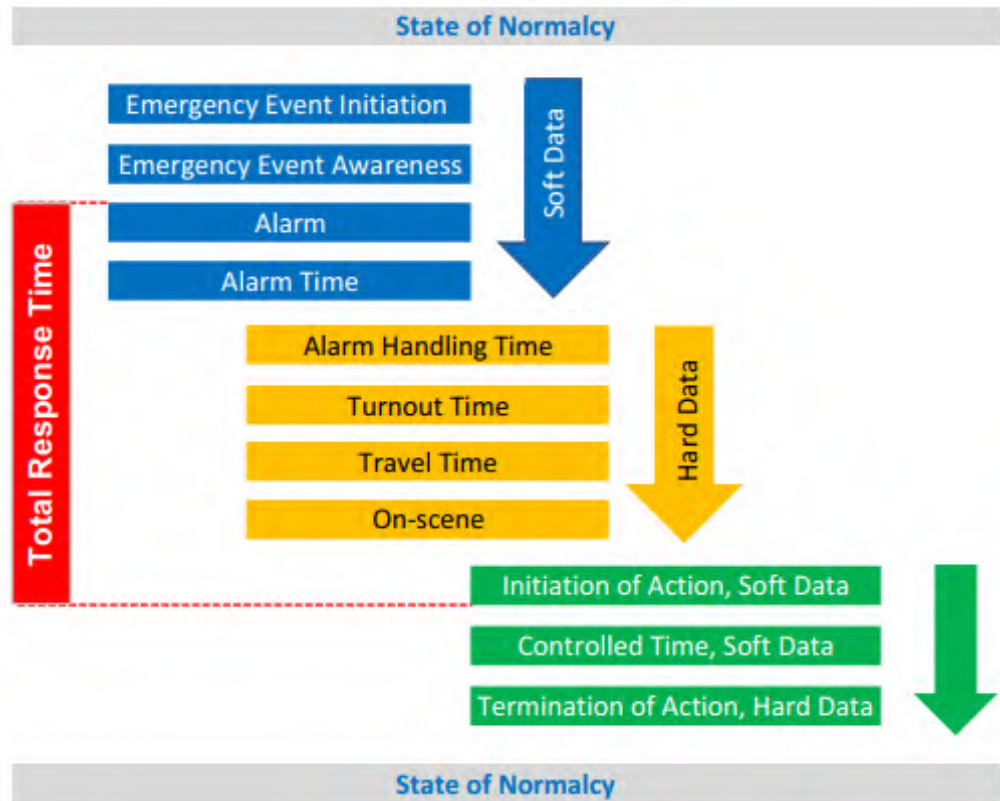 State of Normalcy
Emergency Event Initiation
Emergency Event Awareness
Alarm
Alarm Time
Soft Data
Total Response Time
Alarm Handling Time
Turnout Time
Travel Time
On-scene
Hard Data
Initiation of Action, Soft Data
Controlled Time, Soft Data
Termination of Action, Hard Data
State of Normalcy